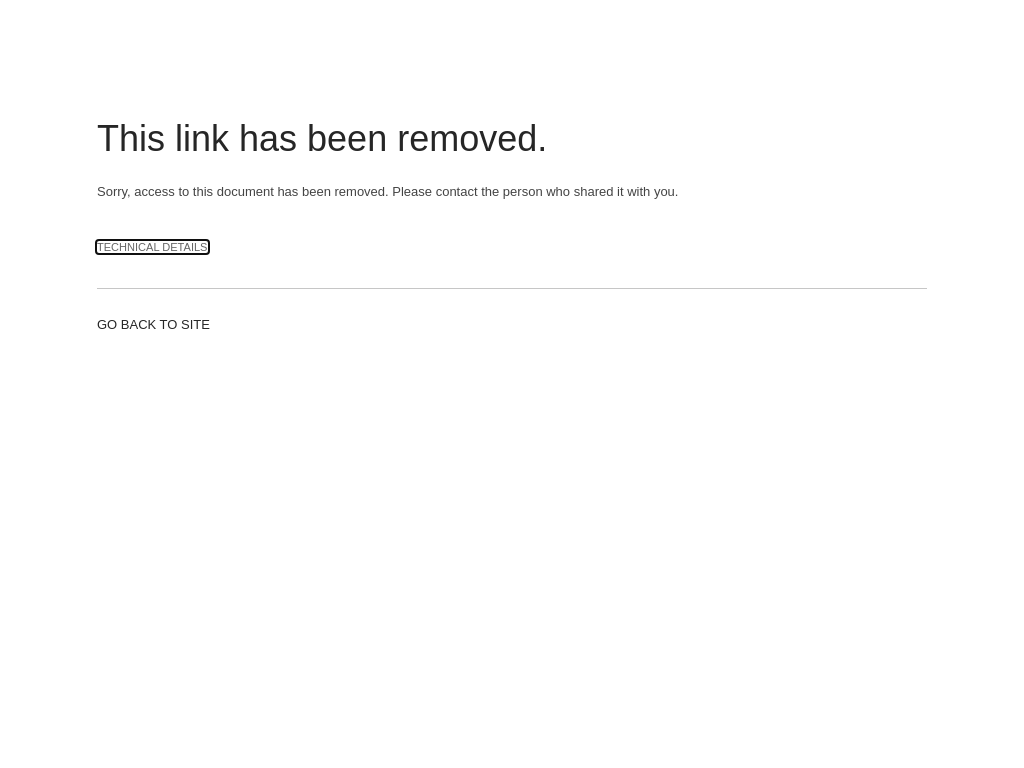 This link has been removed.
Sorry, access to this document has been removed. Please contact the person who shared it with you.
TECHNICAL DETAILS
GO BACK TO SITE